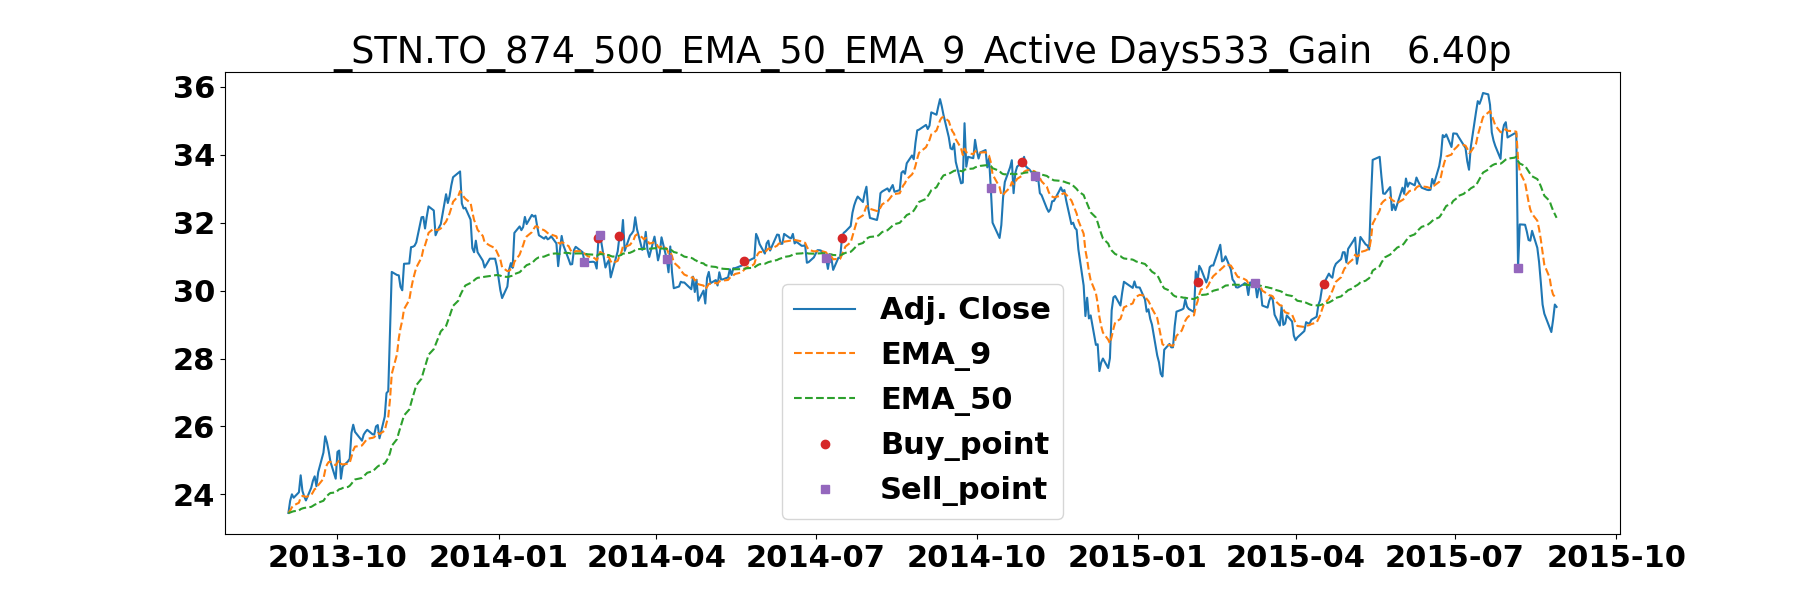 _STN.TO_874_500_EMA_50_EMA_9_Active Days533_Gain   6.40p
36
34
32
30
28
26
24
Adj. Close
EMA_9
EMA_50
Buy_point
Sell_point
2013-10 2014-01 2014-04 2014-07 2014-10 2015-01 2015-04 2015-07 2015-10